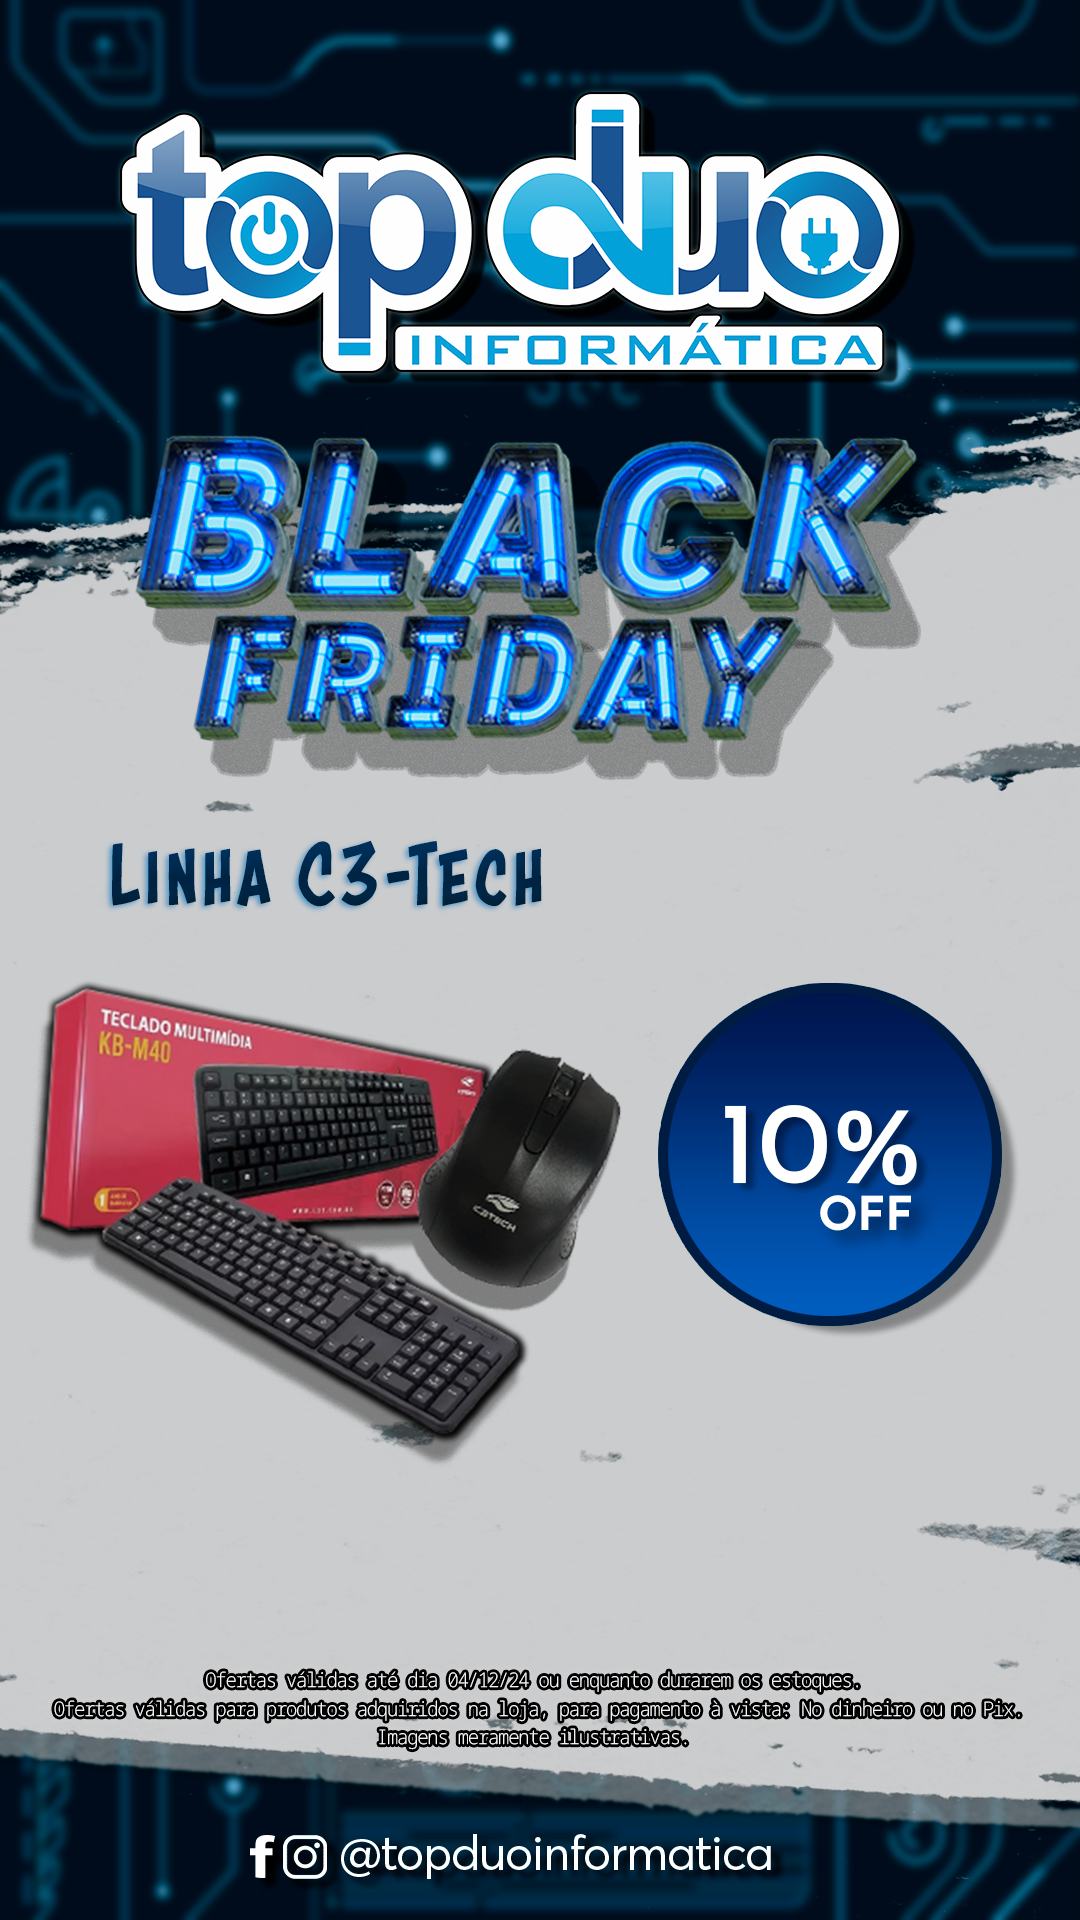 top duo
INFORMÁTICA
BLACK
FRIDAY
LINHA C3-TECH
TECLADO MULTIMÍDIA
KB-M40
C3TECH
10%
OFF
Ofertas válidas até dia 04/12/24 ou enquanto durarem os estoques.
Ofertas válidas para produtos adquiridos na loja, para pagamento à vista: No dinheiro ou no Pix.
Imagens meramente ilustrativas.
@topduoinformatica